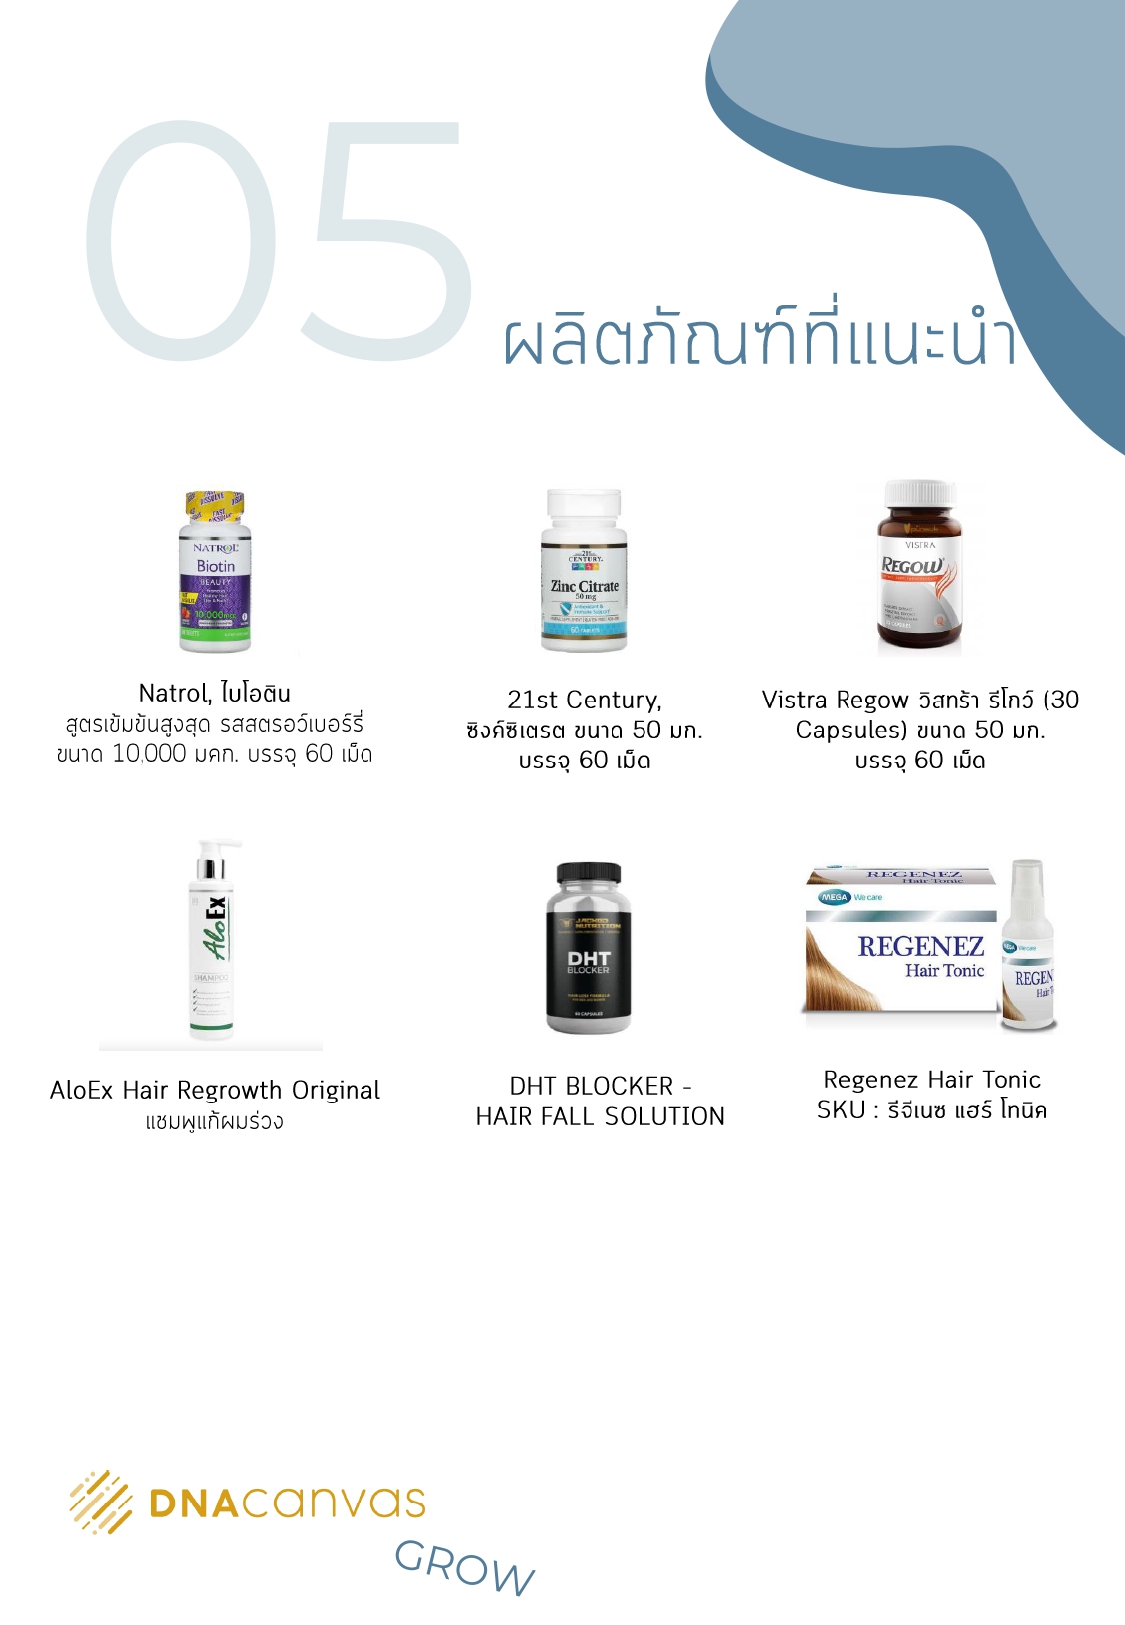 05
ผลิตภัณฑ์ที่แนะนำ
NATROL
Biotin
BEAUTY
10,000mcg
21st
CENTURY
Zinc Citrate
50 mg
Antioxidant &
Immune Support
60 TABLETS
VISTRA
REGOW
Natrol, ไบโอติน
สูตรเข้มข้นสูงสุด รสสตรอว์เบอร์รี่
ขนาด 10,000 มคก. บรรจุ 60 เม็ด
21st Century,
ซิงค์ซิเตรต ขนาด 50 มก.
บรรจุ 60 เม็ด
Vistra Regow วิสทร้า รีโกว์ (30
Capsules) ขนาด 50 มก.
บรรจุ 60 เม็ด
AloEx
SHAMPOO
JACKED
NUTRITION
DHT
BLOCKER
60 CAPSULES
REGENEZ
Hair Tonic
MEGA We care
REGENEZ
Hair Tonic
MEGA We care
REGENEZ
Hair T
AloEx Hair Regrowth Original
แชมพูแก้ผมร่วง
DHT BLOCKER -
HAIR FALL SOLUTION
Regenez Hair Tonic
SKU : รีจีเนซ แฮร์ โทนิค
DNAcanvas
GROW